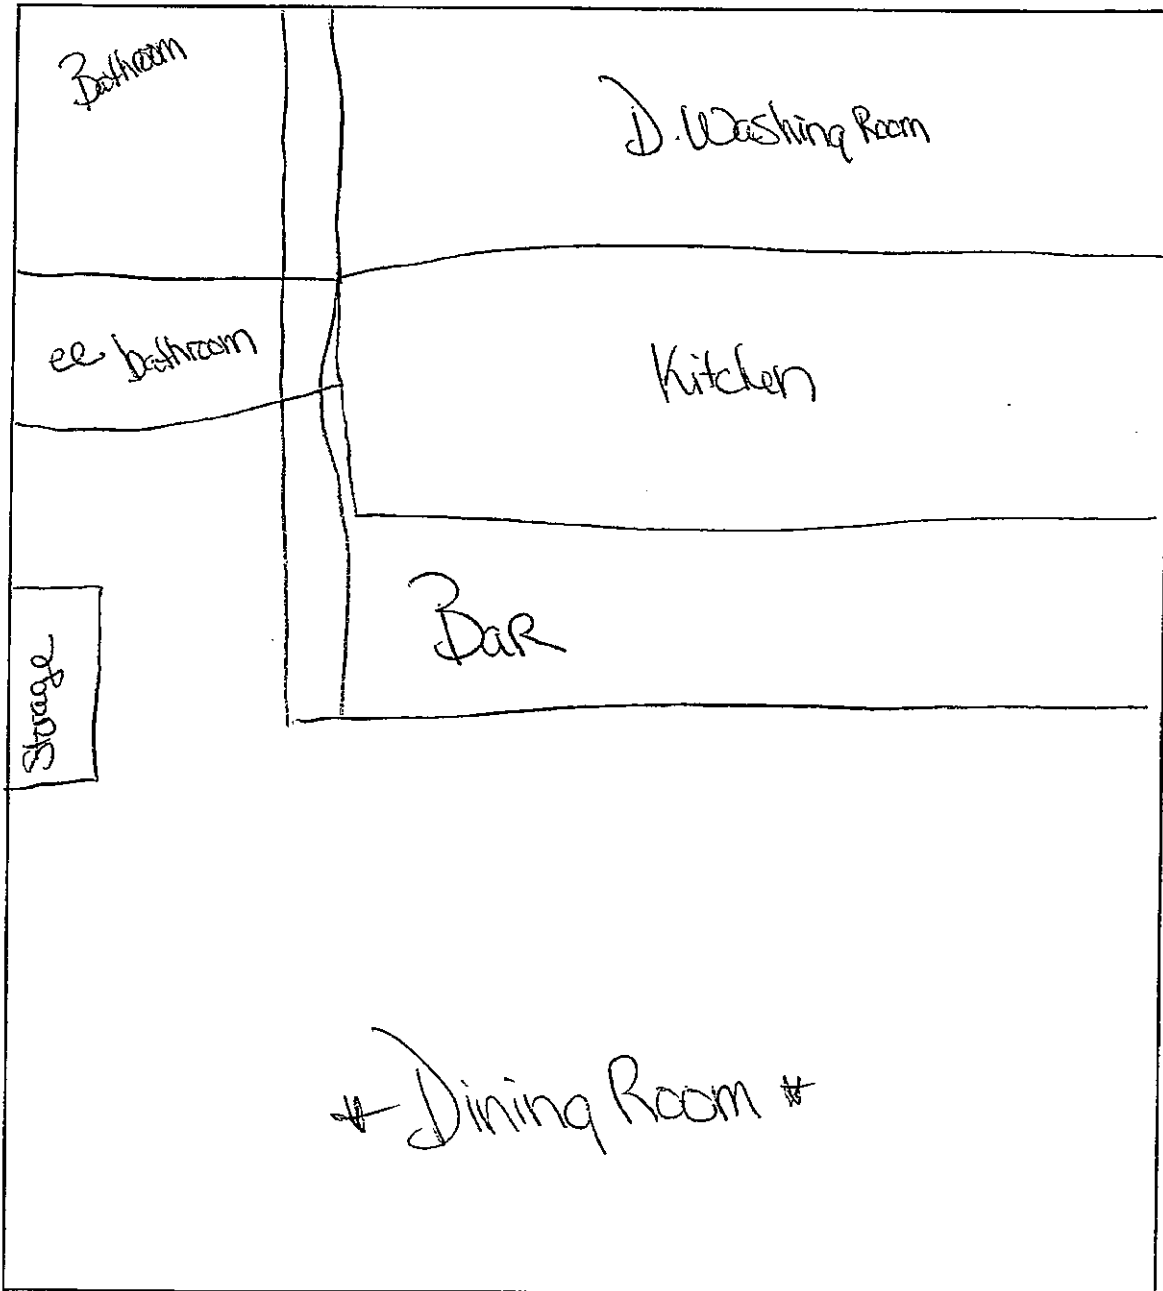 Bathroom
D. Washing Room
ee bathroom
Kitchen
Bar
Storage
* Dining Room *